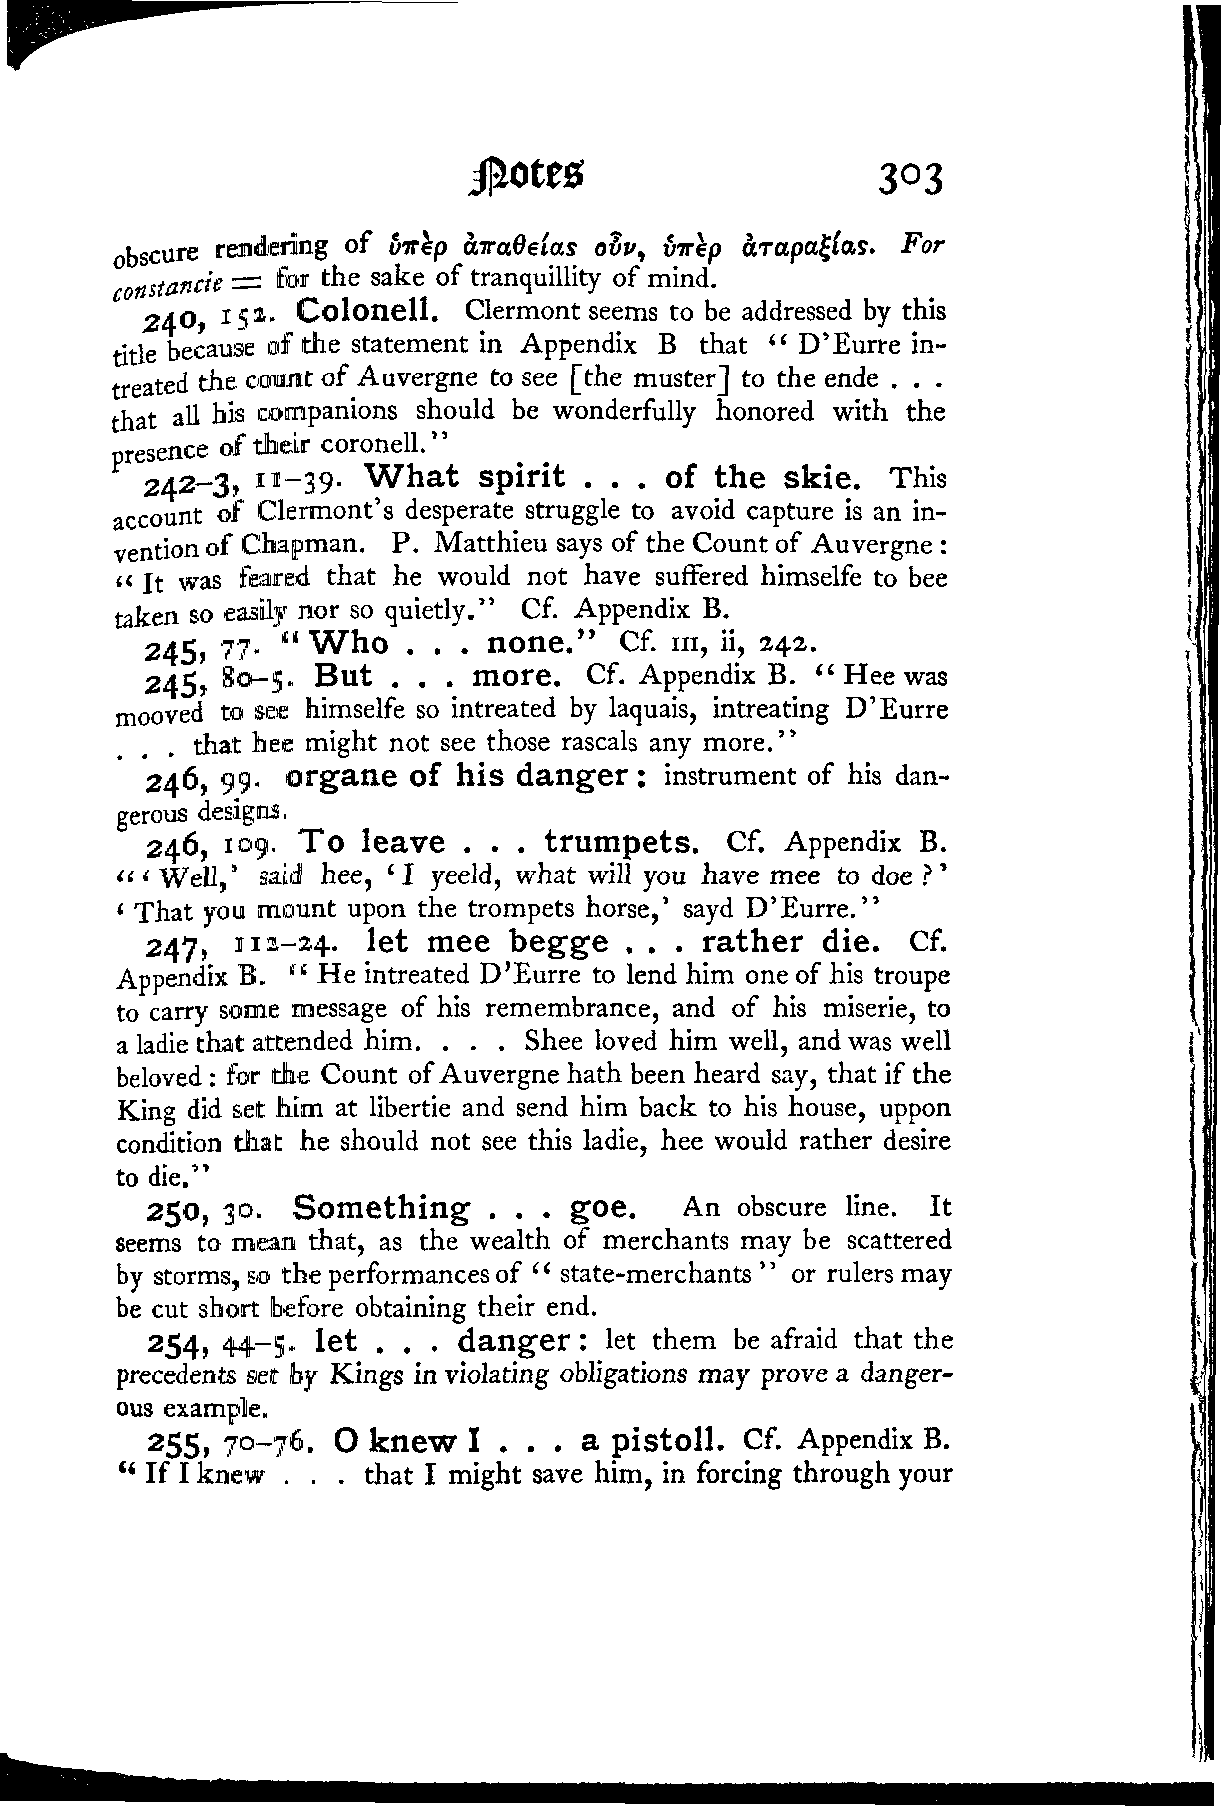 Notes 303
obscure rendering of ὑπὲρ ἀπαθείας οὖν, ὑπὲρ ἀταραξίας. For
constancie = for the sake of tranquillity of mind.
240, 152. Colonell. Clermont seems to be addressed by this
title because of the statement in Appendix B that “ D’Eurre in-
treated the count of Auvergne to see [the muster] to the ende . . .
that all his companions should be wonderfully honored with the
presence of their coronell.”
242–3, 11–39. What spirit . . . of the skie. This
account of Clermont’s desperate struggle to avoid capture is an in-
vention of Chapman. P. Matthieu says of the Count of Auvergne :
“ It was feared that he would not have suffered himselfe to bee
taken so easily nor so quietly.” Cf. Appendix B.
245, 77. “ Who . . . none.” Cf. III, ii, 242.
245, 80–5. But . . . more. Cf. Appendix B. “ Hee was
mooved to see himselfe so intreated by laquais, intreating D’Eurre
. . . that hee might not see those rascals any more.”
246, 99. organe of his danger : instrument of his dan-
gerous designs.
246, 109. To leave . . . trumpets. Cf. Appendix B.
“ ‘ Well,’ said hee, ‘ I yeeld, what will you have mee to doe ? ’
‘ That you mount upon the trompets horse,’ sayd D’Eurre.”
247, 112–24. let mee begge . . . rather die. Cf.
Appendix B. “ He intreated D’Eurre to lend him one of his troupe
to carry some message of his remembrance, and of his miserie, to
a ladie that attended him. . . . Shee loved him well, and was well
beloved : for the Count of Auvergne hath been heard say, that if the
King did set him at libertie and send him back to his house, uppon
condition that he should not see this ladie, hee would rather desire
to die.”
250, 30. Something . . . goe. An obscure line. It
seems to mean that, as the wealth of merchants may be scattered
by storms, so the performances of “ state-merchants ” or rulers may
be cut short before obtaining their end.
254, 44–5. let . . . danger : let them be afraid that the
precedents set by Kings in violating obligations may prove a danger-
ous example.
255, 70–76. O knew I . . . a pistoll. Cf. Appendix B.
“ If I knew . . . that I might save him, in forcing through your